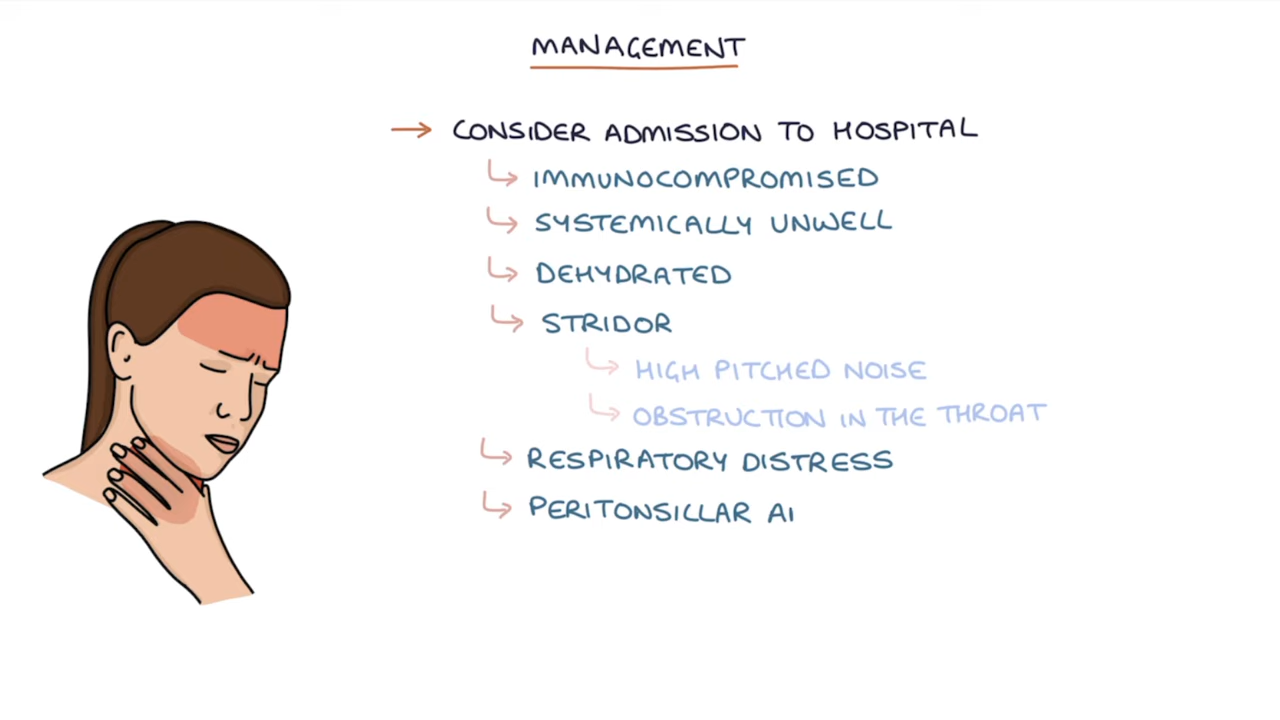 MANAGEMENT
→ CONSIDER ADMISSION TO HOSPITAL
↳ IMMUNOCOMPROMISED
↳ SYSTEMICALLY UNWELL
↳ DEHYDRATED
↳ STRIDOR
↳ HIGH PITCHED NOISE
↳ OBSTRUCTION IN THE THROAT
↳ RESPIRATORY DISTRESS
↳ PERITONSILLAR